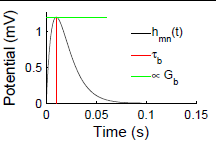 Potential (mV)
1
0.5
0
0
0.05
0.1
0.15
Time (s)
h_mn(t)
τ_b
∝ G_b